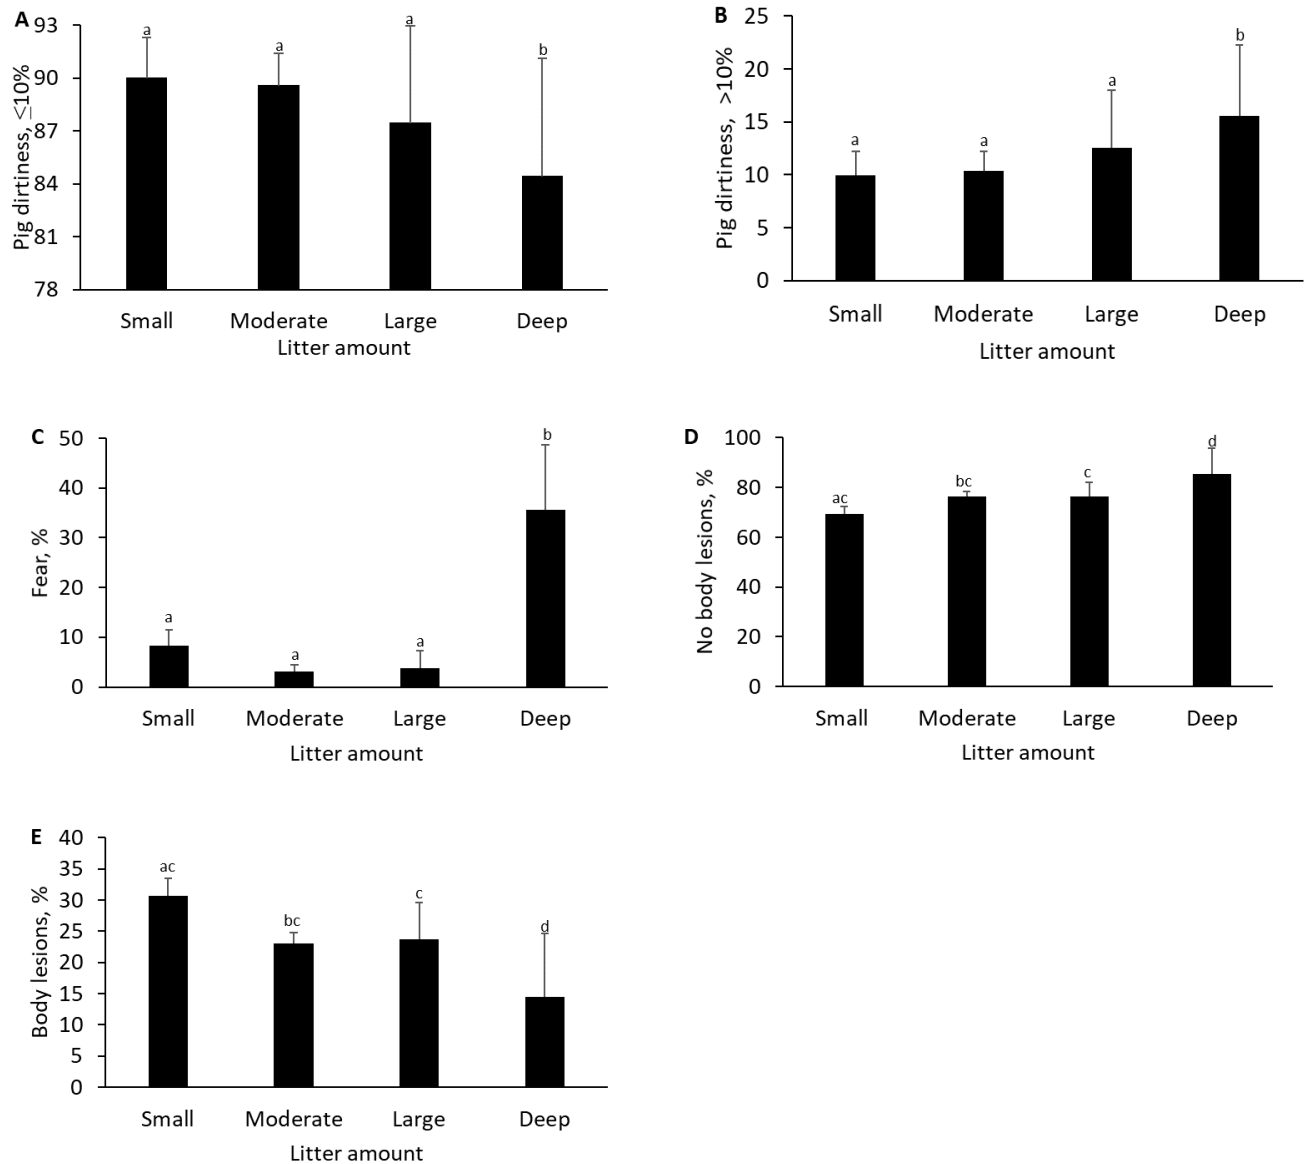 A
Pig dirtiness, ≤10%
93
90
87
84
81
78
a
a
a
b
Small Moderate Large Deep
Litter amount
B
Pig dirtiness, >10%
25
20
15
10
5
0
a
a
a
b
Small Moderate Large Deep
Litter amount
C
Fear, %
50
40
30
20
10
0
a
a
a
b
Small Moderate Large Deep
Litter amount
D
No body lesions, %
100
80
60
40
20
0
ac
bc
c
d
Small Moderate Large Deep
Litter amount
E
Body lesions, %
40
35
30
25
20
15
10
5
0
ac
bc
c
d
Small Moderate Large Deep
Litter amount